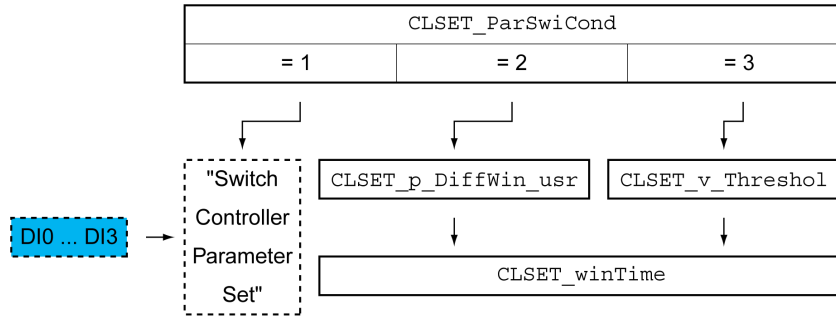 CLSET_ParSwiCond
= 1
= 2
= 3
"Switch
Controller
Parameter
Set"
CLSET_p_DiffWin_usr
CLSET_v_Threshol
DI0 ... DI3
CLSET_winTime